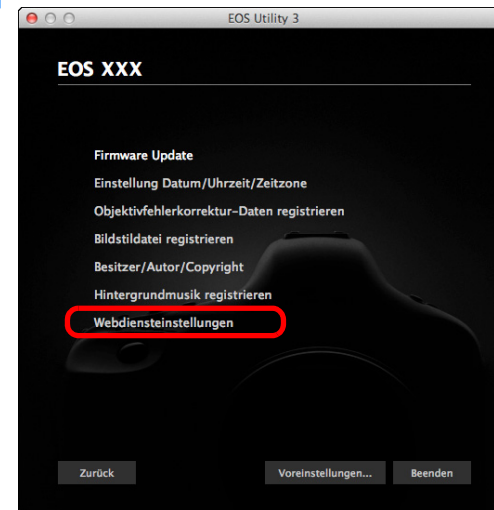 EOS Utility 3
EOS XXX
Firmware Update
Einstellung Datum/Uhrzeit/Zeitzone
Objektivfehlerkorrektur-Daten registrieren
Bildstildatei registrieren
Besitzer/Autor/Copyright
Hintergrundmusik registrieren
Webdiensteinstellungen
Zurück Voreinstellungen... Beenden